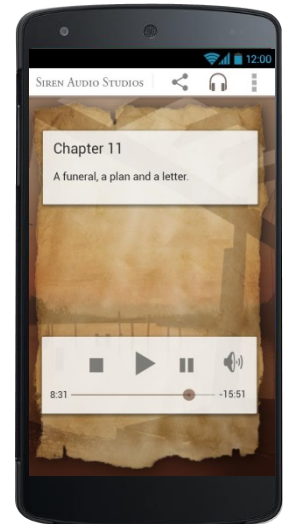 12:00
Siren Audio Studios
Chapter 11
A funeral, a plan and a letter.
8:31 -15:51